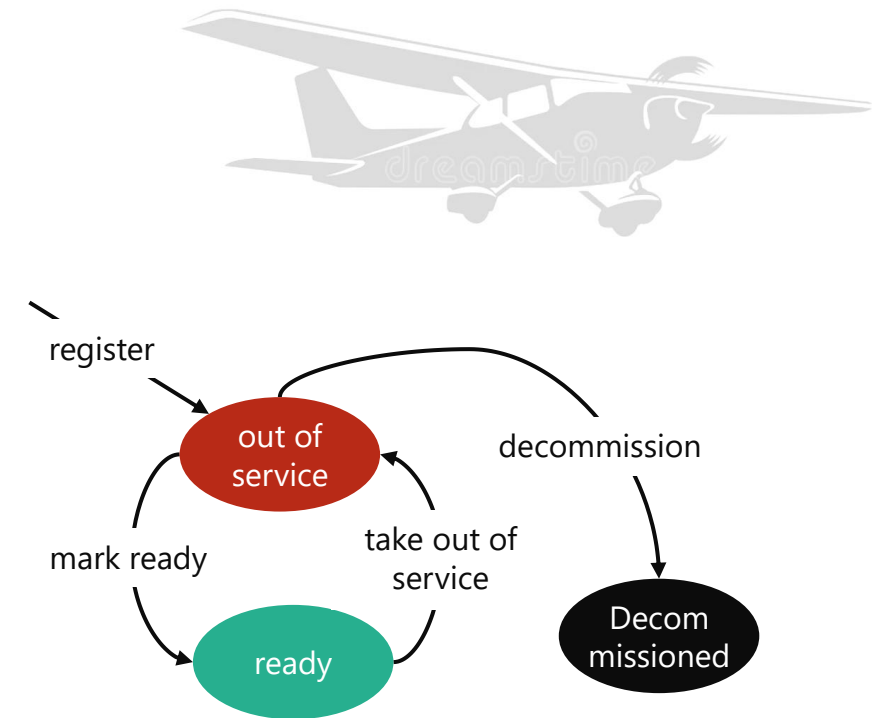 dreamstime
register
out of
service
decommission
mark ready
take out of
service
Decom
missioned
ready